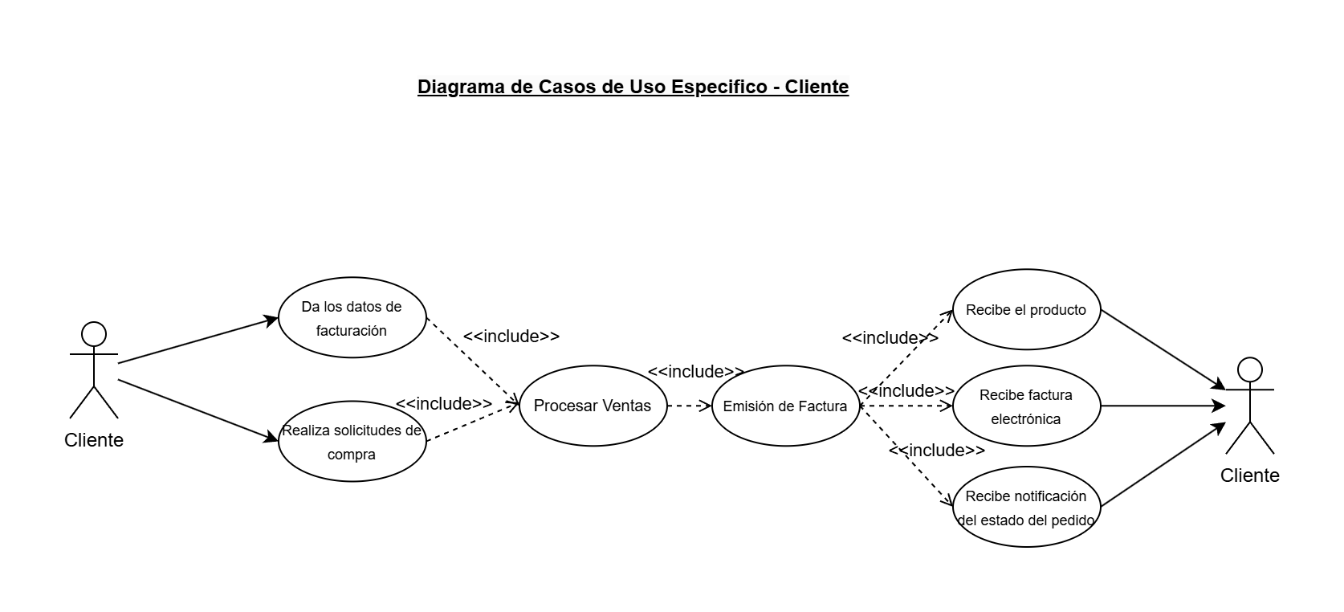 Diagrama de Casos de Uso Especifico - Cliente
Cliente
Da los datos de
facturación
Realiza solicitudes de
compra
<<include>>
<<include>>
Procesar Ventas
<<include>>
Emisión de Factura
<<include>>
<<include>>
<<include>>
Recibe el producto
Recibe factura
electrónica
Recibe notificación
del estado del pedido
Cliente